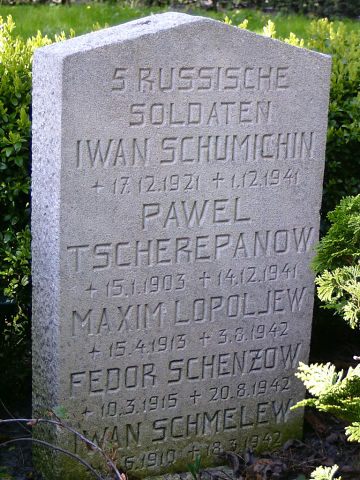 5 RUSSISCHE
SOLDATEN
IWAN SCHUMICHIN
+ 17.12.1921 + 1.12.1941
PAWEL
TSCHEREPANOW
+ 15.1.1903 + 14.12.1941
MAXIM LOPOLJEW
+ 15.4.1913 + 3.8.1942
FEDOR SCHENZOW
+ 10.3.1915 + 20.8.1942
IWAN SCHMELEW
5.1910 + 18.3.1942